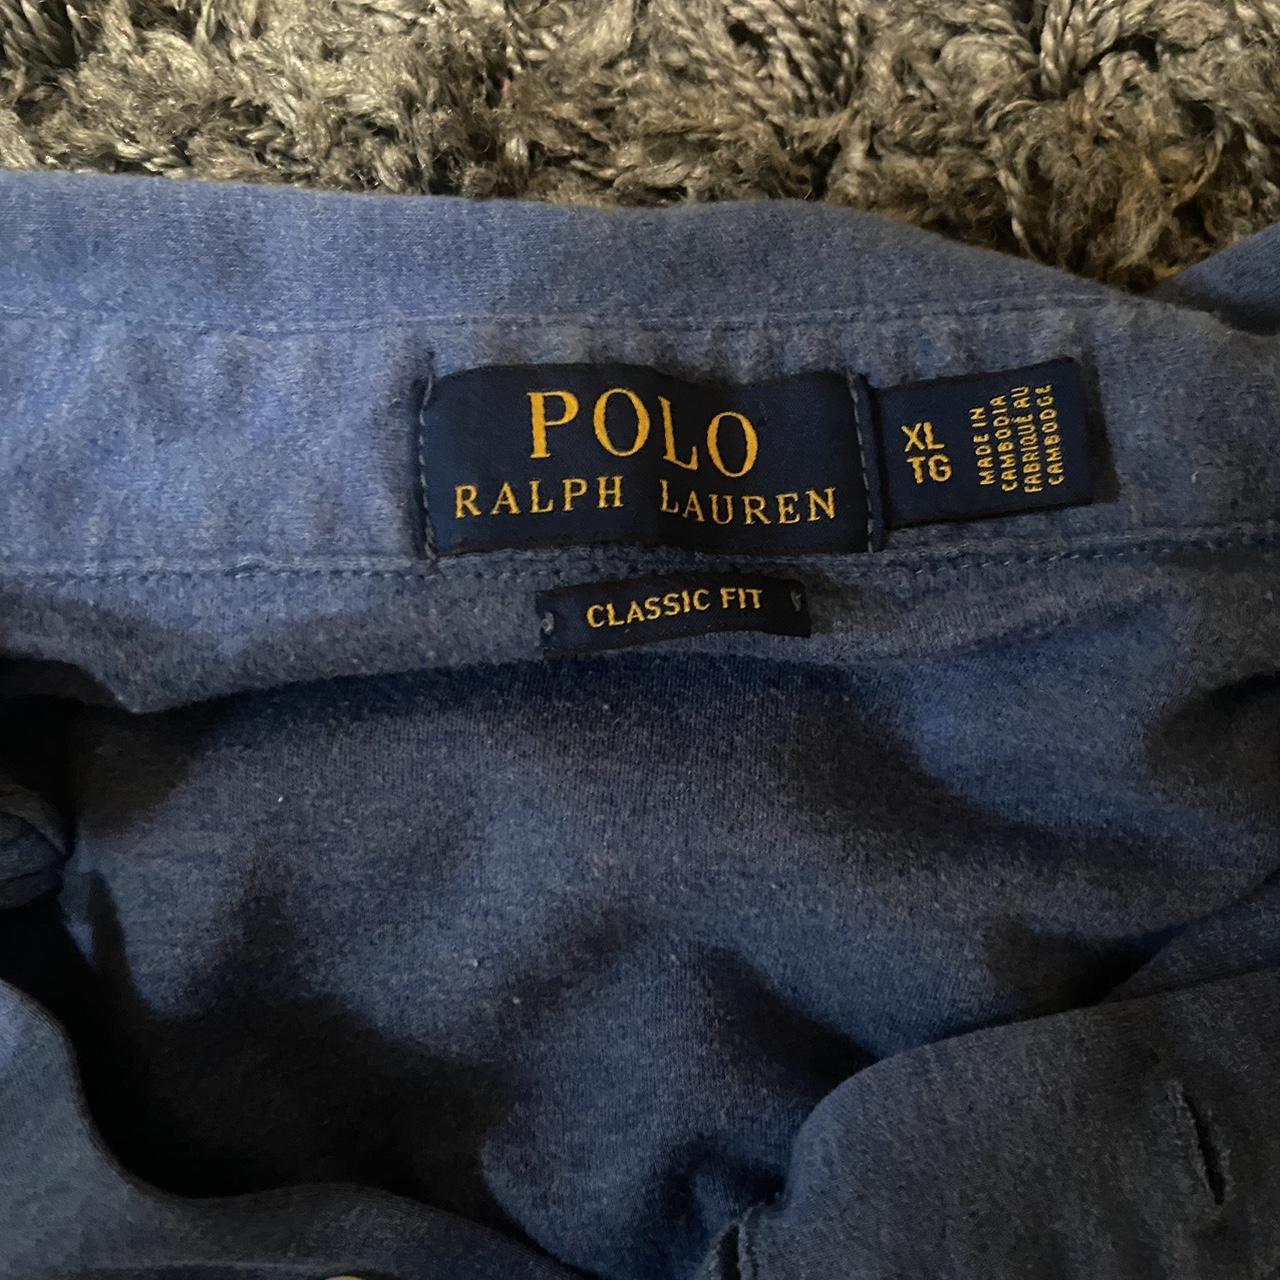 POLO
RALPH LAUREN
XL
TG
MADE IN
CAMBODIA
FABRIQUÉ AU
CAMBODGE
CLASSIC FIT